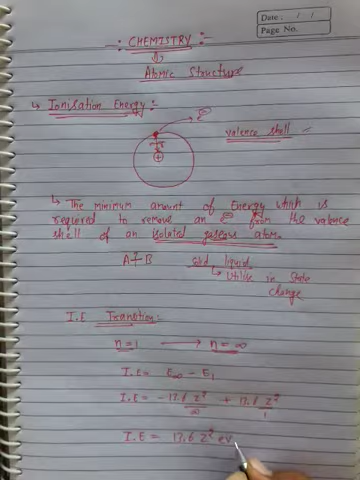 Date : / /
Page No.
:- CHEMISTRY :-
Atomic Structure
↳ Ionisation Energy :-
e⊖
valence shell
↳ The minimum amount of Energy which is
required to remove an e⊖ from the valence
shell of an isolated gaseous atom.
A-B Solid liquid
↳ Utilise in State
change
I.E Transition:-
n=1 → n=∞
I.E = E∞ - E1
I.E = -13.6 Z²/∞ + 13.6 Z²/1
I.E = 13.6 Z² ev